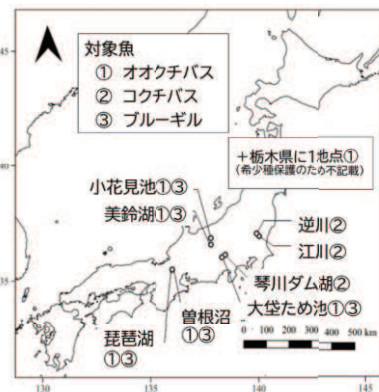 45
40
35
130
135
140
145
対象魚
① オオクチバス
② コクチバス
③ ブルーギル
+栃木県に1地点①
(希少種保護のため不記載)
小花見池①③
美鈴湖①③
逆川②
江川②
琴川ダム湖②
大袋ため池①③
曽根沼
①③
琵琶湖
①③
0 100 200 300 400 500 km